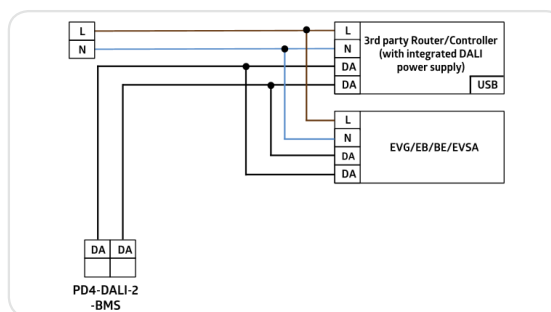 L
N
L
N
DA
DA
3rd party Router/Controller
(with integrated DALI
power supply)
USB
L
N
DA
DA
EVG/EB/BE/EVSA
DA DA
PD4-DALI-2
-BMS